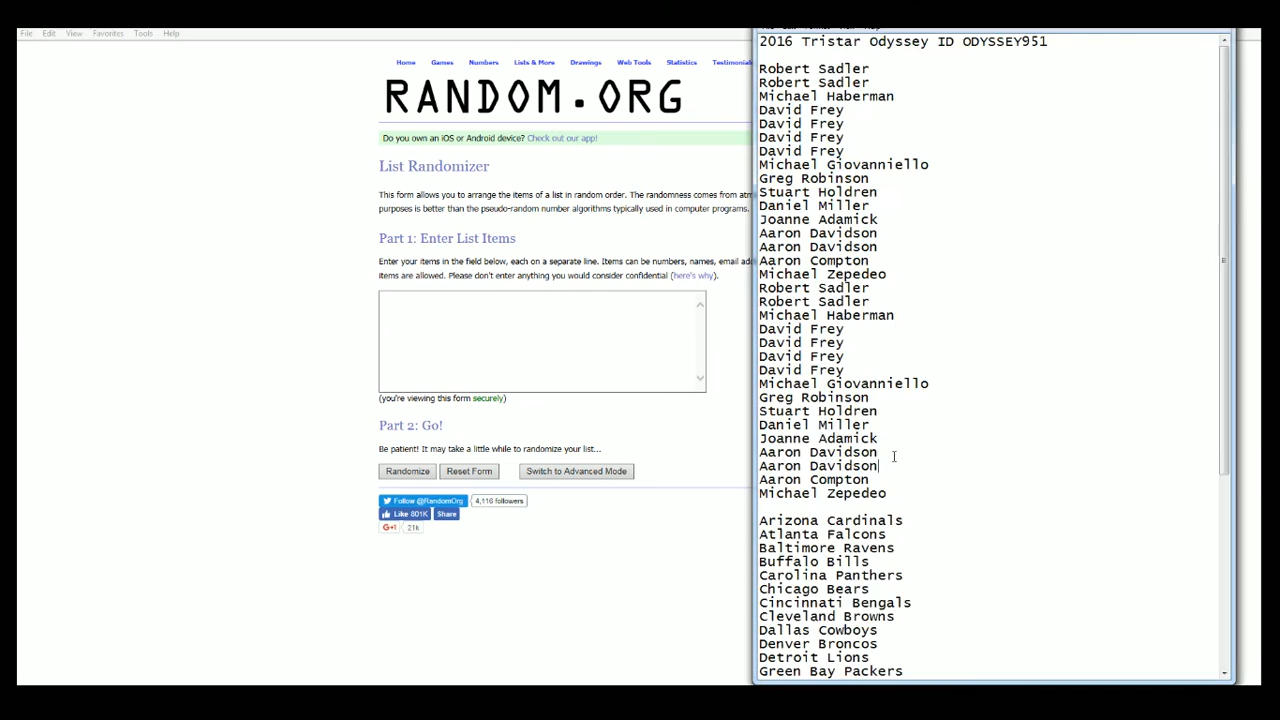 File Edit View Favorites Tools Help
Home Games Numbers Lists & More Drawings Web Tools Statistics Testimonials
RANDOM.ORG
Do you own an iOS or Android device? Check out our app!
List Randomizer
This form allows you to arrange the items of a list in random order. The randomness comes from
purposes is better than the pseudo-random number algorithms typically used in computer programs.
Part 1: Enter List Items
Enter your items in the field below, each on a separate line. Items can be numbers, names, email
items are allowed. Please don't enter anything you would consider confidential (here's why).
(you're viewing this form securely)
Part 2: Go!
Be patient! It may take a little while to randomize your list...
Randomize Reset Form Switch to Advanced Mode
Follow @RandomOrg 4,116 followers
Like 801K Share
G+1 21k
2016 Tristar Odyssey ID ODYSSEY951
Robert Sadler
Robert Sadler
Michael Haberman
David Frey
David Frey
David Frey
David Frey
Michael Giovanniello
Greg Robinson
Stuart Holdren
Daniel Miller
Joanne Adamick
Aaron Davidson
Aaron Davidson
Aaron Compton
Michael Zepedeo
Robert Sadler
Robert Sadler
Michael Haberman
David Frey
David Frey
David Frey
David Frey
Michael Giovanniello
Greg Robinson
Stuart Holdren
Daniel Miller
Joanne Adamick
Aaron Davidson
Aaron Davidson
Aaron Compton
Michael Zepedeo
Arizona Cardinals
Atlanta Falcons
Baltimore Ravens
Buffalo Bills
Carolina Panthers
Chicago Bears
Cincinnati Bengals
Cleveland Browns
Dallas Cowboys
Denver Broncos
Detroit Lions
Green Bay Packers